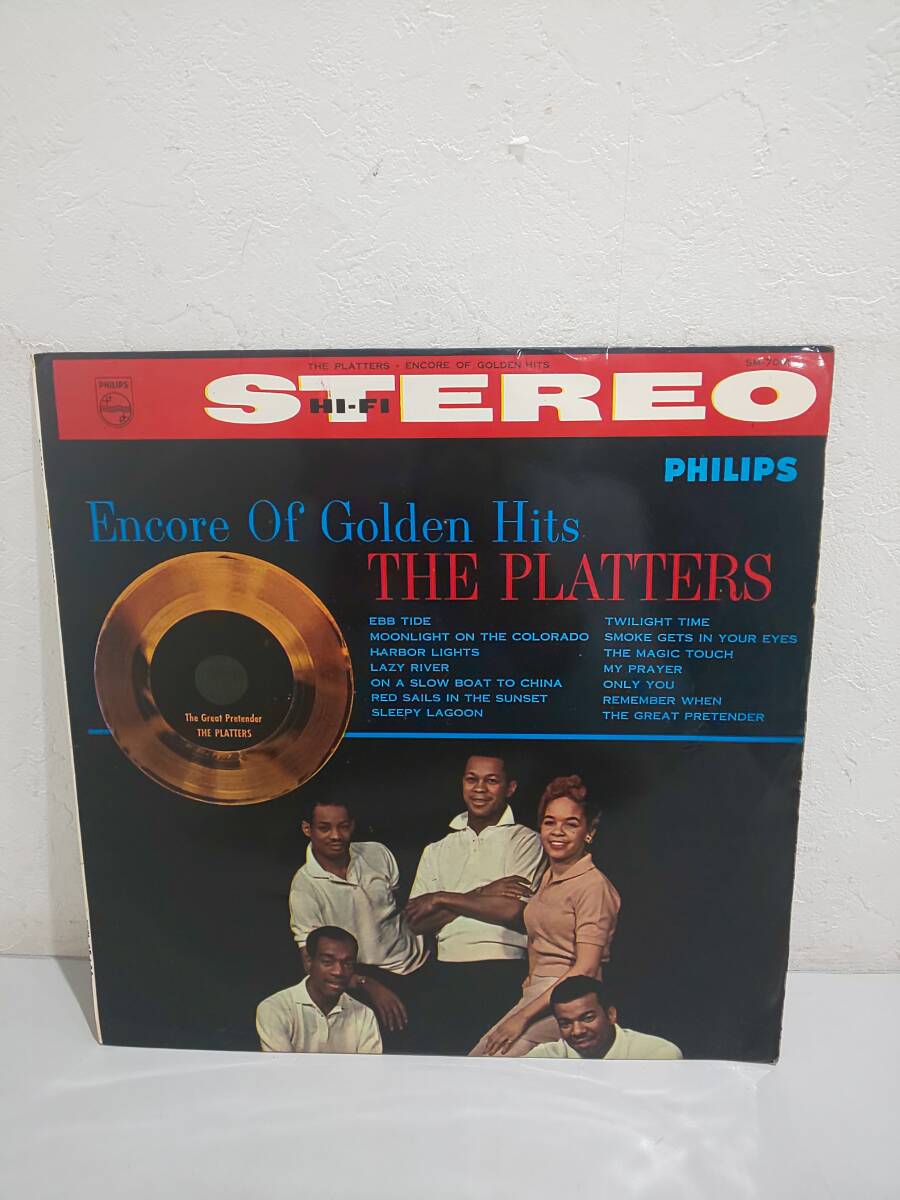 THE PLATTERS · ENCORE OF GOLDEN HITS
PHILIPS
STEREO
HI-FI
PHILIPS
Encore Of Golden Hits
THE PLATTERS
EBB TIDE
MOONLIGHT ON THE COLORADO
HARBOR LIGHTS
LAZY RIVER
ON A SLOW BOAT TO CHINA
RED SAILS IN THE SUNSET
SLEEPY LAGOON
TWILIGHT TIME
SMOKE GETS IN YOUR EYES
THE MAGIC TOUCH
MY PRAYER
ONLY YOU
REMEMBER WHEN
THE GREAT PRETENDER
The Great Pretender
THE PLATTERS